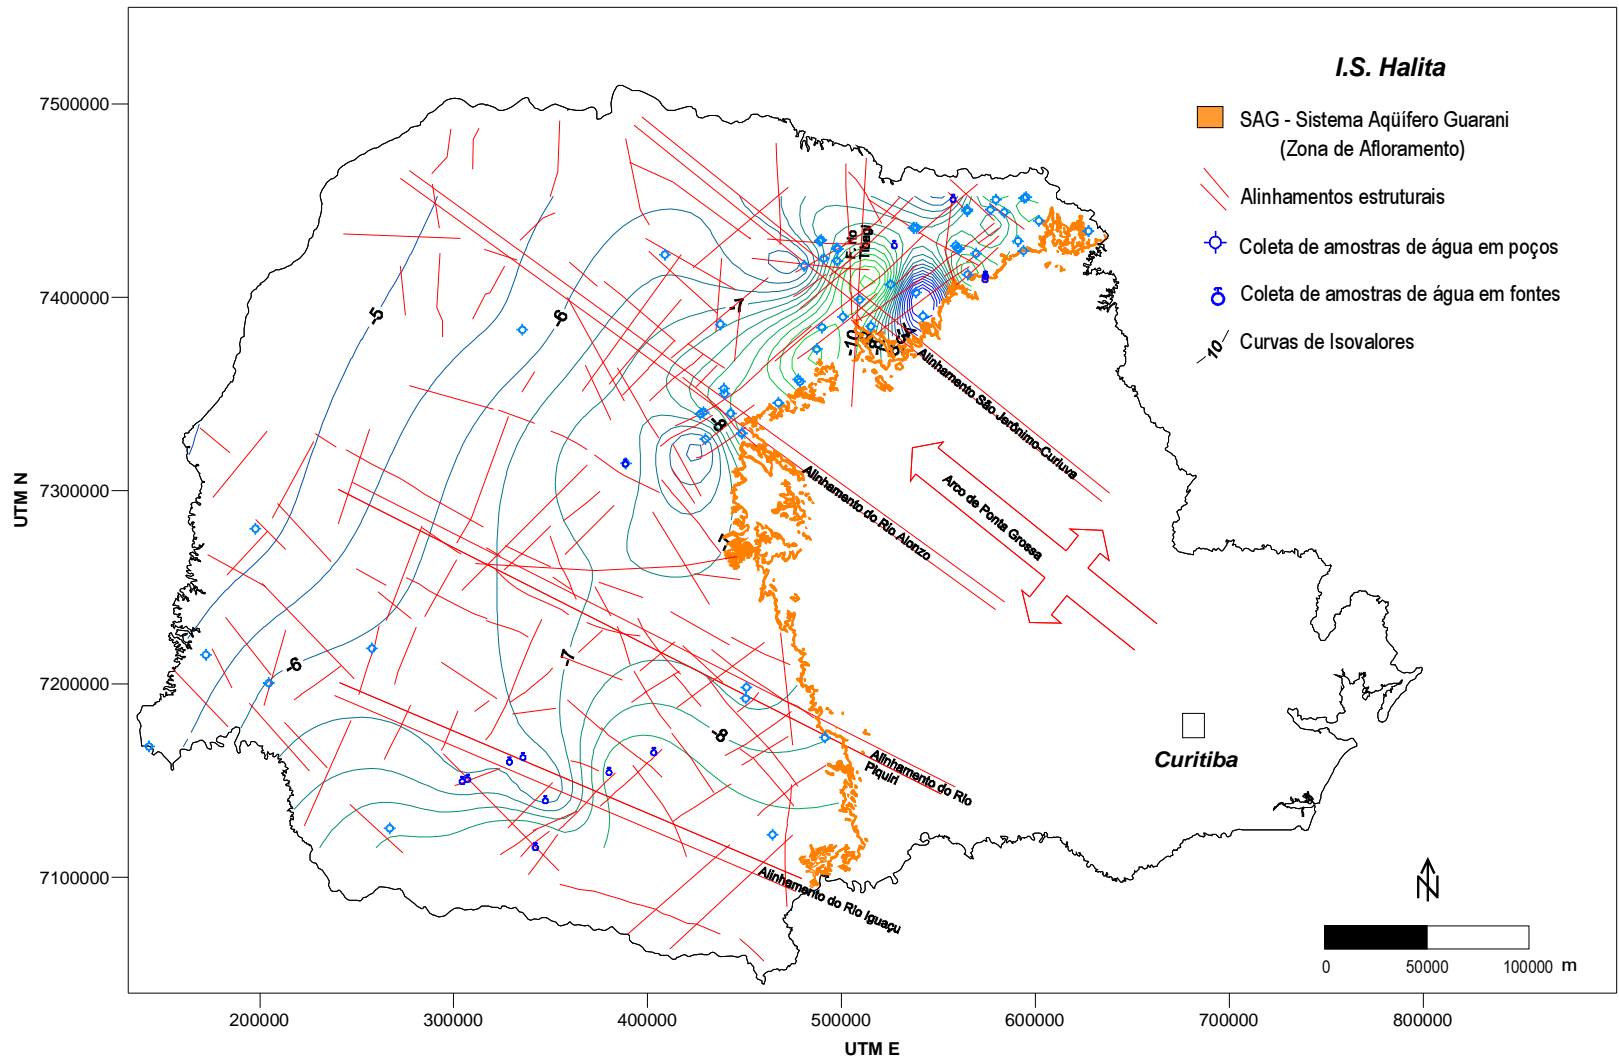 I.S. Halita
SAG - Sistema Aqüífero Guarani
(Zona de Afloramento)
Alinhamentos estruturais
Coleta de amostras de água em poços
Coleta de amostras de água em fontes
-10
Curvas de Isovalores
7500000
7400000
7300000
7200000
7100000
UTM N
-5
-6
-7
-8
-10
-7
-6
-8
F. rio
Tibagi
Alinhamento São Jerônimo-Curiuva
Arco de Ponta Grossa
Alinhamento do Rio Alonzo
Alinhamento do Rio
Piquiri
Alinhamento do Rio Iguaçu
Curitiba
N
0
50000
100000 m
200000
300000
400000
500000
600000
700000
800000
UTM E